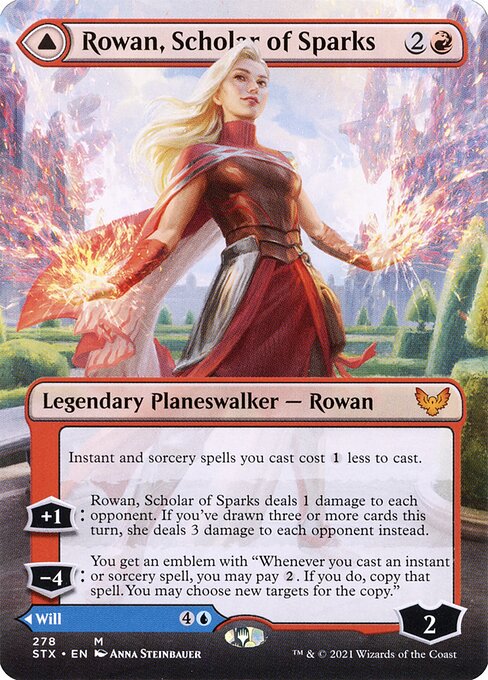 Rowan, Scholar of Sparks 2
Legendary Planeswalker — Rowan
Instant and sorcery spells you cast cost 1 less to cast.
+1: Rowan, Scholar of Sparks deals 1 damage to each
opponent. If you've drawn three or more cards this
turn, she deals 3 damage to each opponent instead.
−4: You get an emblem with “Whenever you cast an instant
or sorcery spell, you may pay 2. If you do, copy that
spell. You may choose new targets for the copy.”
Will 4
2
278 M
STX • EN Anna Steinbauer
™ & © 2021 Wizards of the Coast